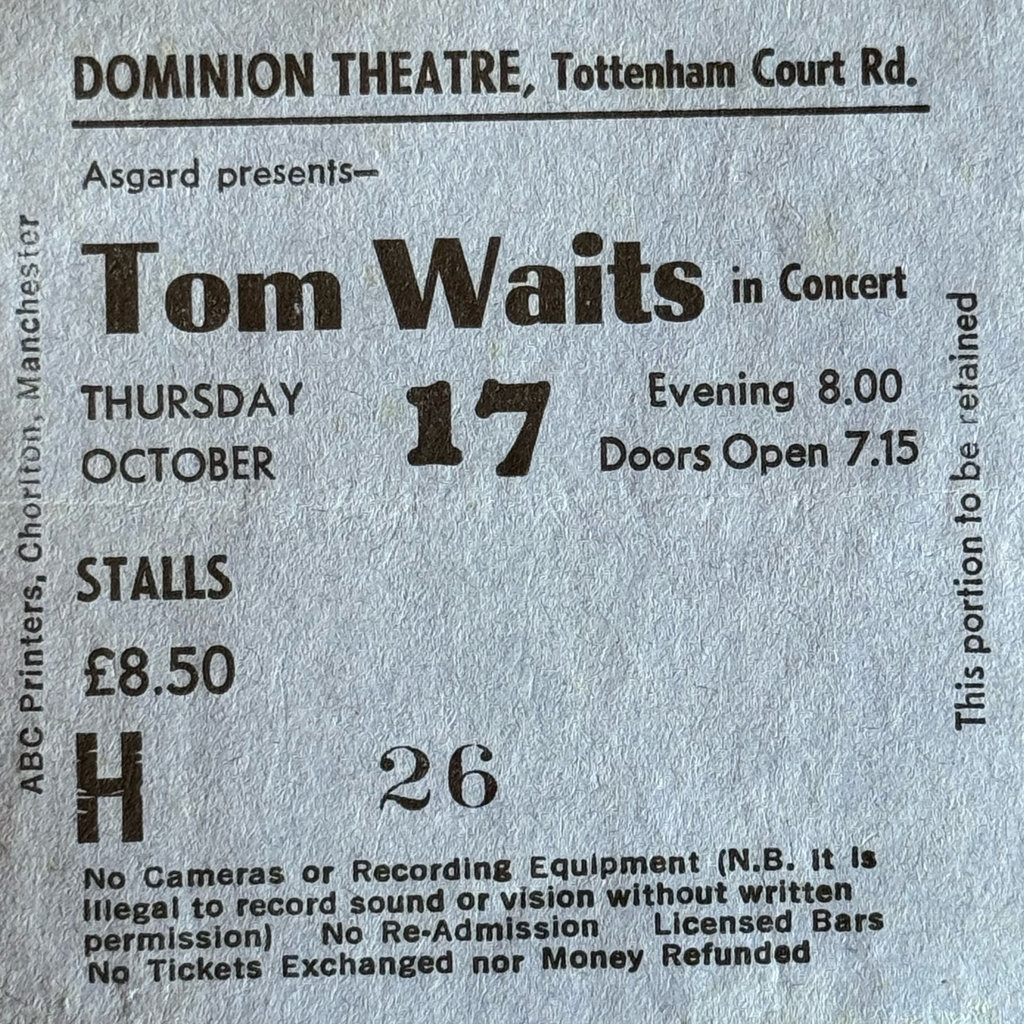 DOMINION THEATRE, Tottenham Court Rd.
Asgard presents—
Tom Waits in Concert
THURSDAY 17 Evening 8.00
OCTOBER Doors Open 7.15
STALLS
£8.50
H 26
No Cameras or Recording Equipment (N.B. It is
illegal to record sound or vision without written
permission) No Re-Admission Licensed Bars
No Tickets Exchanged nor Money Refunded
ABC Printers, Chorlton, Manchester
This portion to be retained